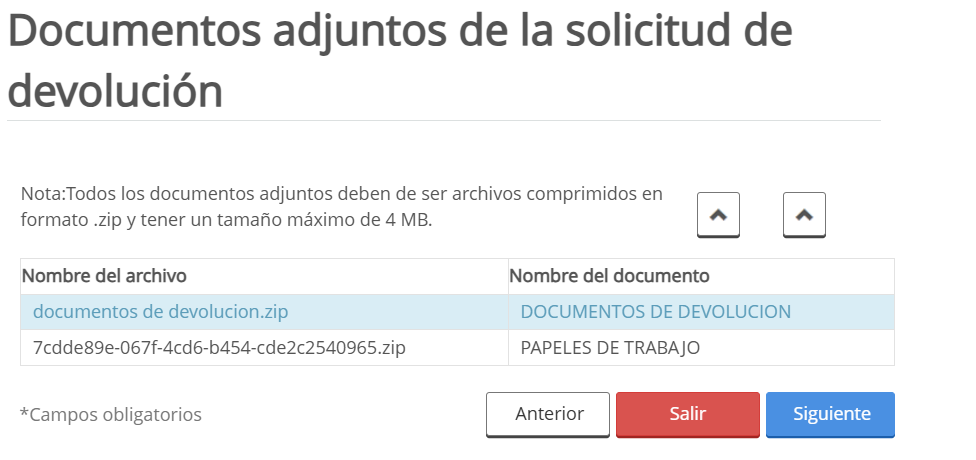 Documentos adjuntos de la solicitud de
devolución
Nota:Todos los documentos adjuntos deben de ser archivos comprimidos en
formato .zip y tener un tamaño máximo de 4 MB.
Nombre del archivo Nombre del documento
documentos de devolucion.zip DOCUMENTOS DE DEVOLUCION
7cdde89e-067f-4cd6-b454-cde2c2540965.zip PAPELES DE TRABAJO
*Campos obligatorios Anterior Salir Siguiente